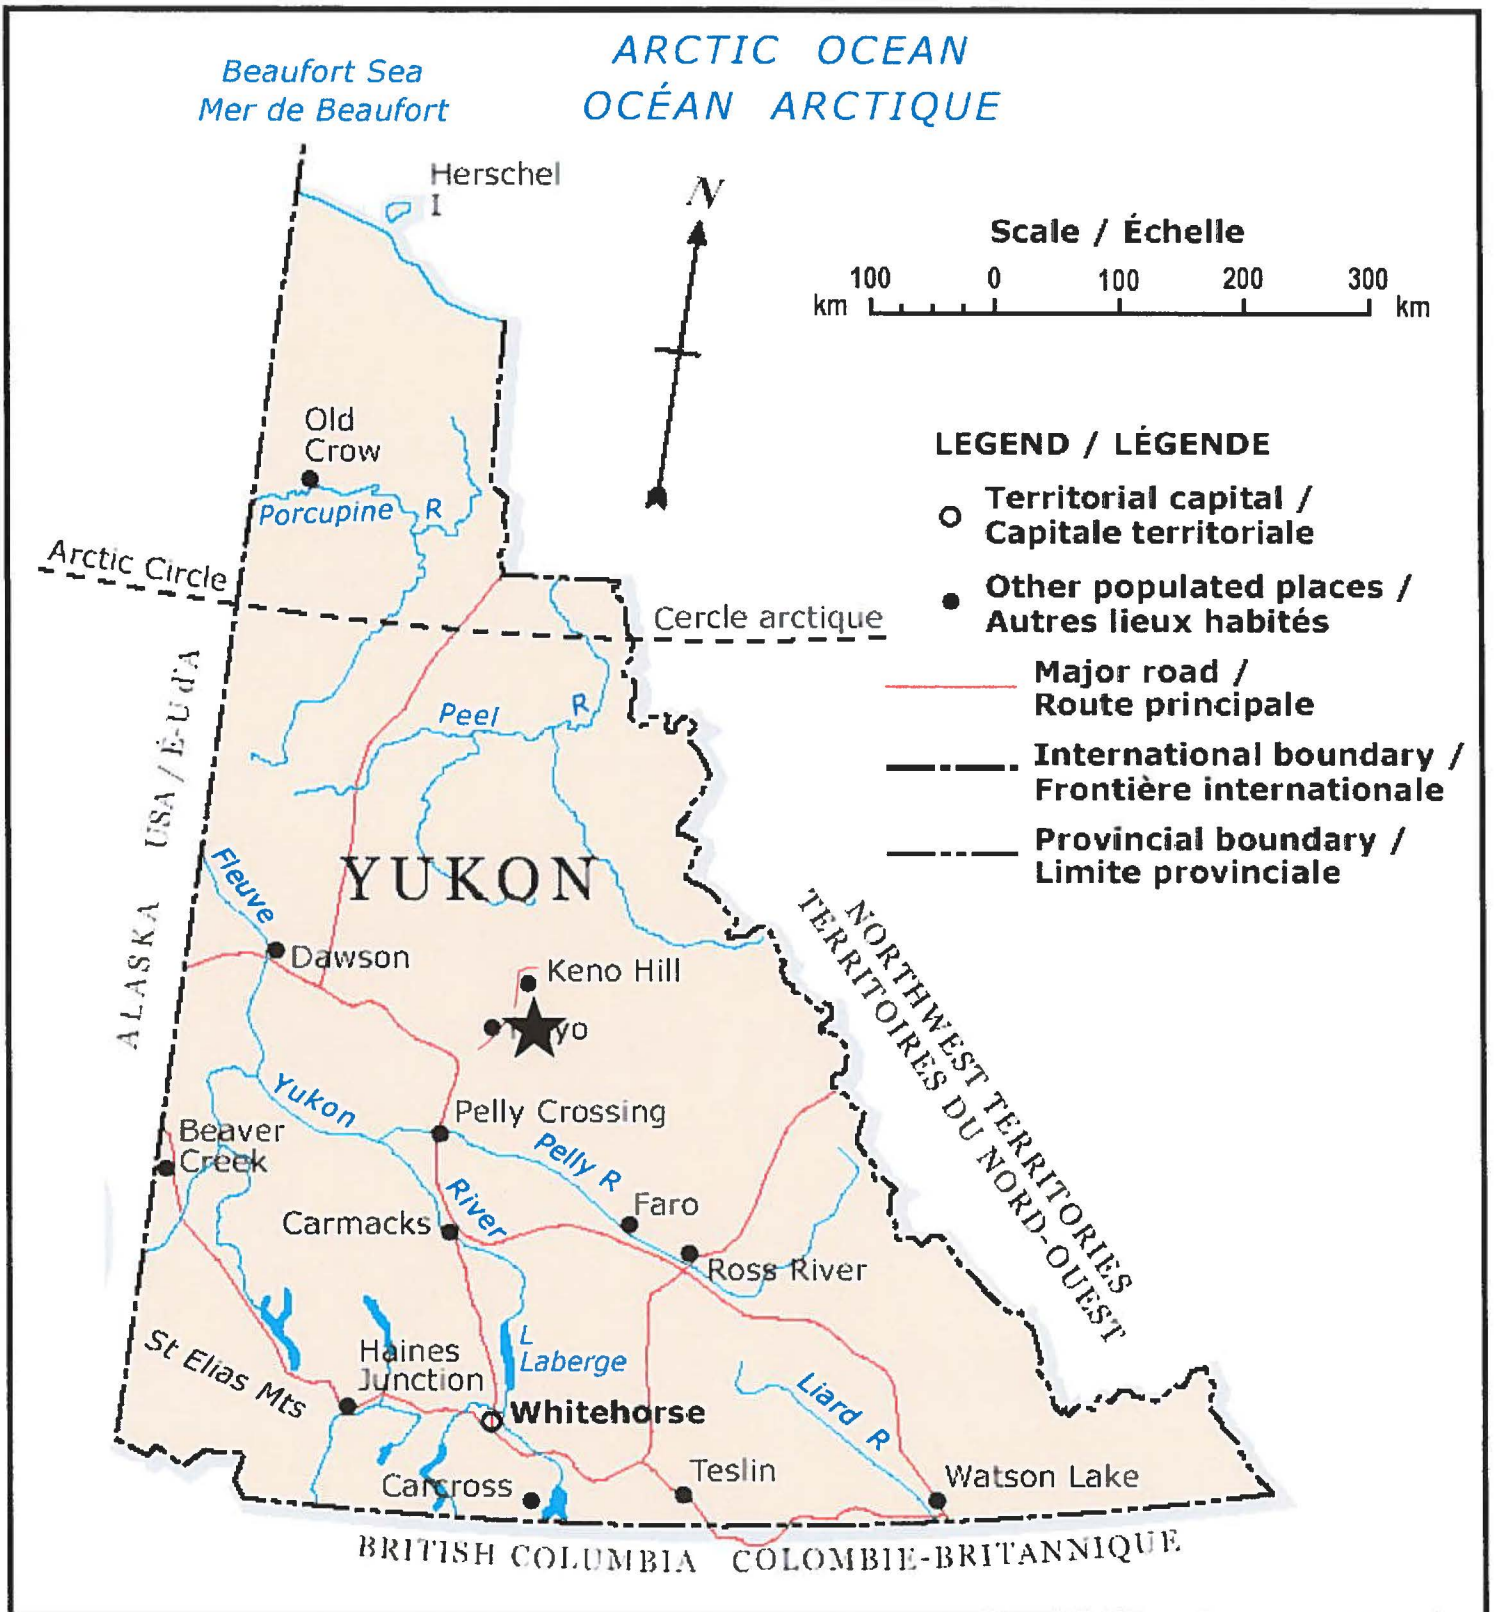 Beaufort Sea
Mer de Beaufort
ARCTIC OCEAN
OCÉAN ARCTIQUE
Herschel
I
N
Scale / Échelle
100 0 100 200 300
km km
Old
Crow
Porcupine R
Arctic Circle
Cercle arctique
LEGEND / LÉGENDE
Territorial capital /
Capitale territoriale
Other populated places /
Autres lieux habités
Major road /
Route principale
International boundary /
Frontière internationale
Provincial boundary /
Limite provinciale
Peel R
ALASKA USA / É-U d'A
YUKON
Fleuve
Dawson
Keno Hill
yo
NORTHWEST TERRITORIES
TERRITOIRES DU NORD-OUEST
Yukon
River
Pelly Crossing
Pelly R
Beaver
Creek
Carmacks
Faro
Ross River
St Elias Mts
Haines
Junction
L
Laberge
Whitehorse
Liard R
Carcross
Teslin
Watson Lake
BRITISH COLUMBIA COLOMBIE-BRITANNIQUE